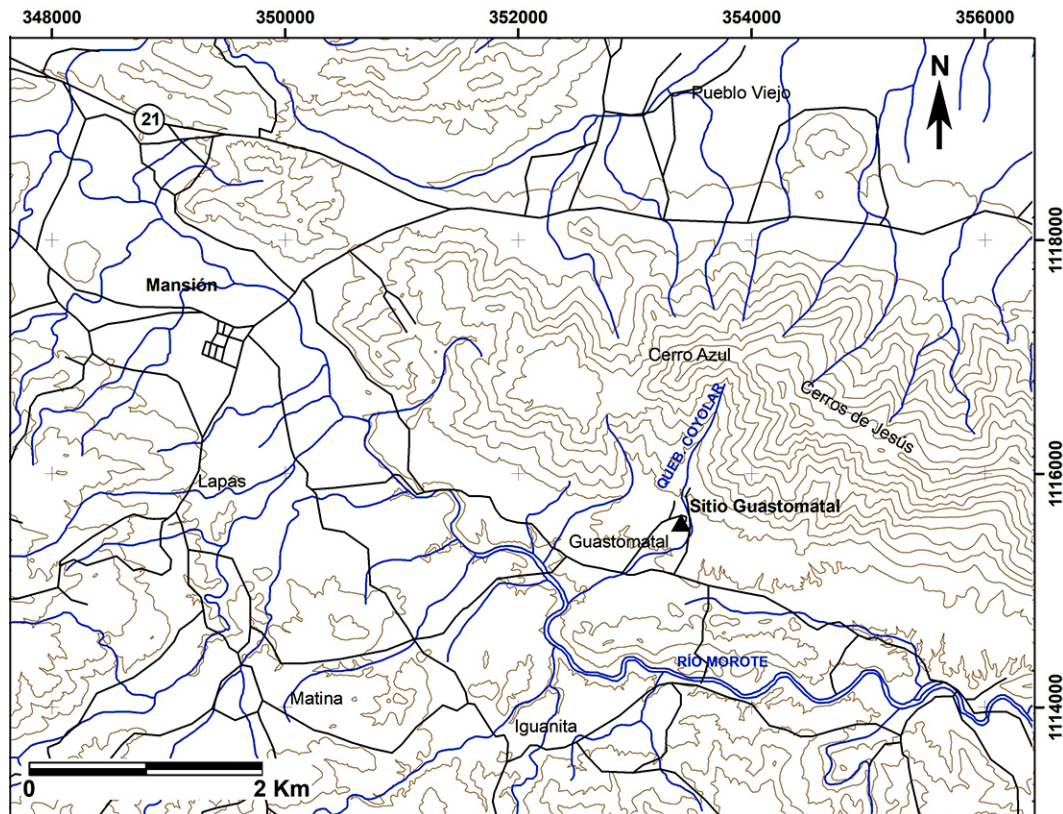 348000
350000
352000
354000
356000
N
Pueblo Viejo
21
1118000
Mansión
Cerro Azul
Cerros de Jesús
QUEB. COYOLAR
1116000
Lapas
Sitio Guastomatal
Guastomatal
RÍO MOROTE
Matina
1114000
Iguanita
0
2 Km